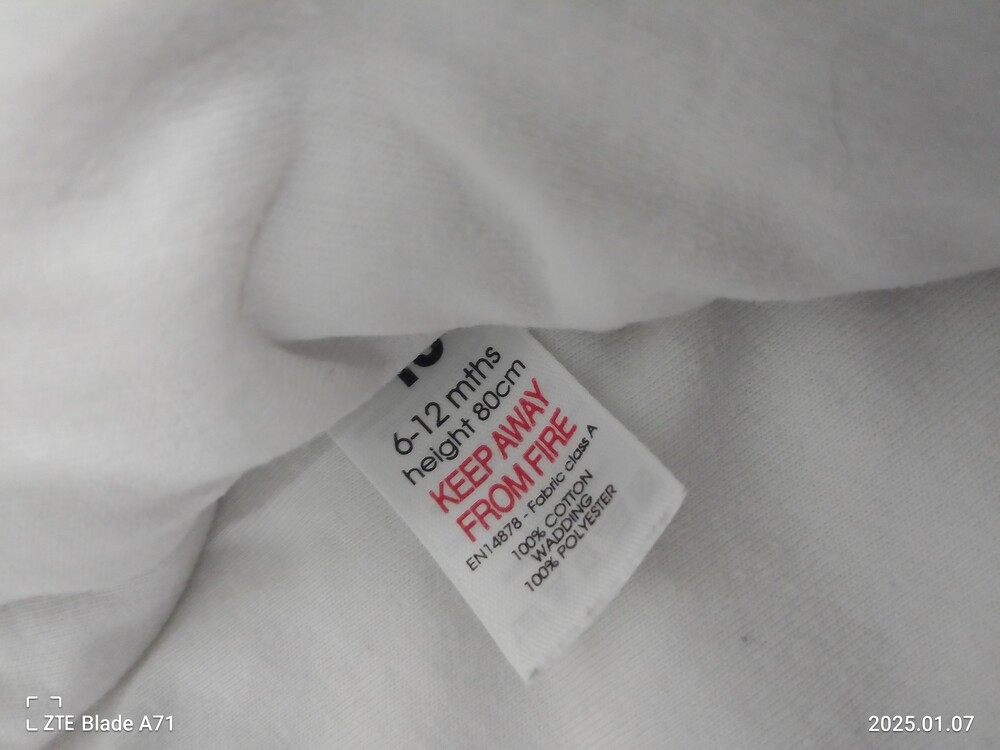 6-12 mths
height 80cm
KEEP AWAY
FROM FIRE
EN14878 - Fabric class A
100% COTTON
WADDING
100% POLYESTER
ZTE Blade A71
2025.01.07